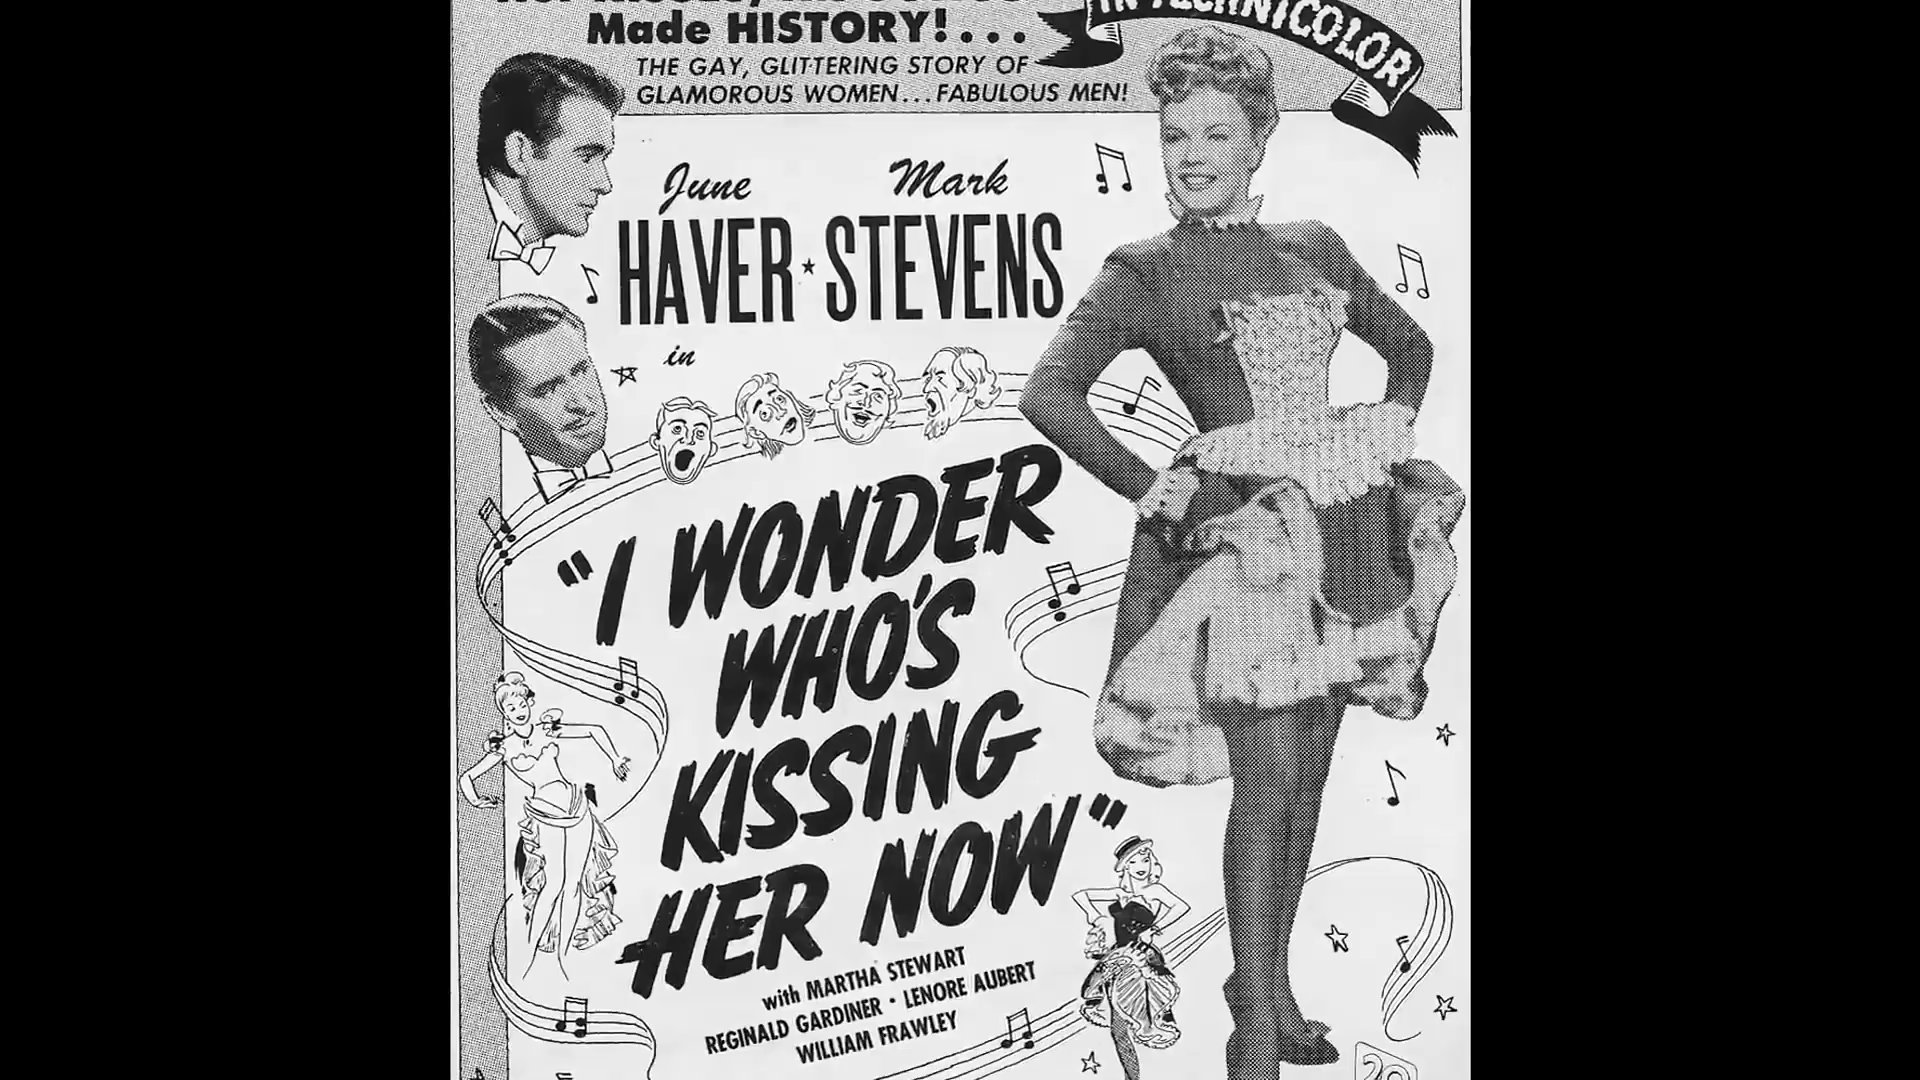 Made HISTORY!...
IN TECHNICOLOR
THE GAY, GLITTERING STORY OF
GLAMOROUS WOMEN...FABULOUS MEN!
June Mark
HAVER ★ STEVENS
in
"I WONDER
WHO'S
KISSING
HER NOW"
with MARTHA STEWART
REGINALD GARDINER • LENORE AUBERT
WILLIAM FRAWLEY
20